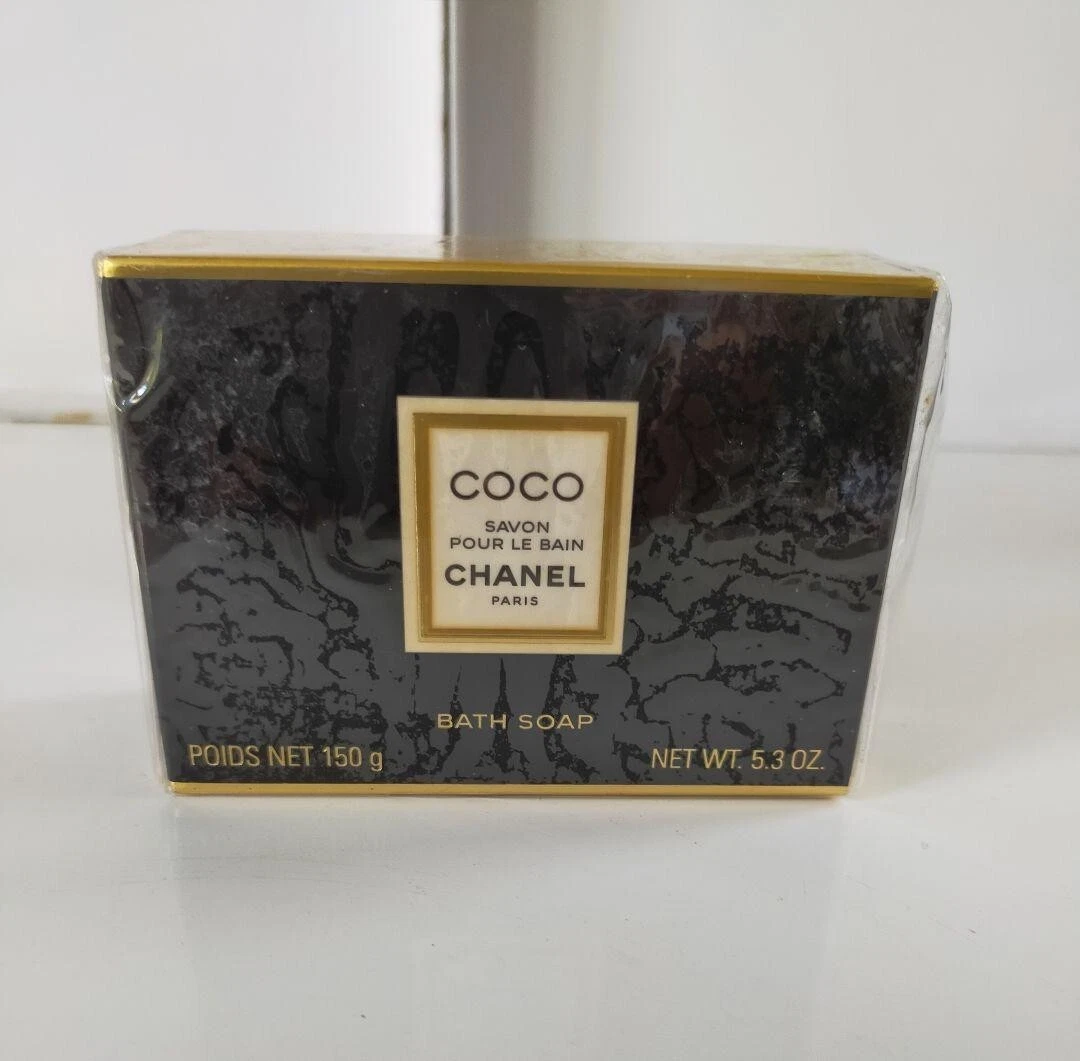 COCO
SAVON
POUR LE BAIN
CHANEL
PARIS
BATH SOAP
POIDS NET 150 g
NET WT. 5.3 OZ.